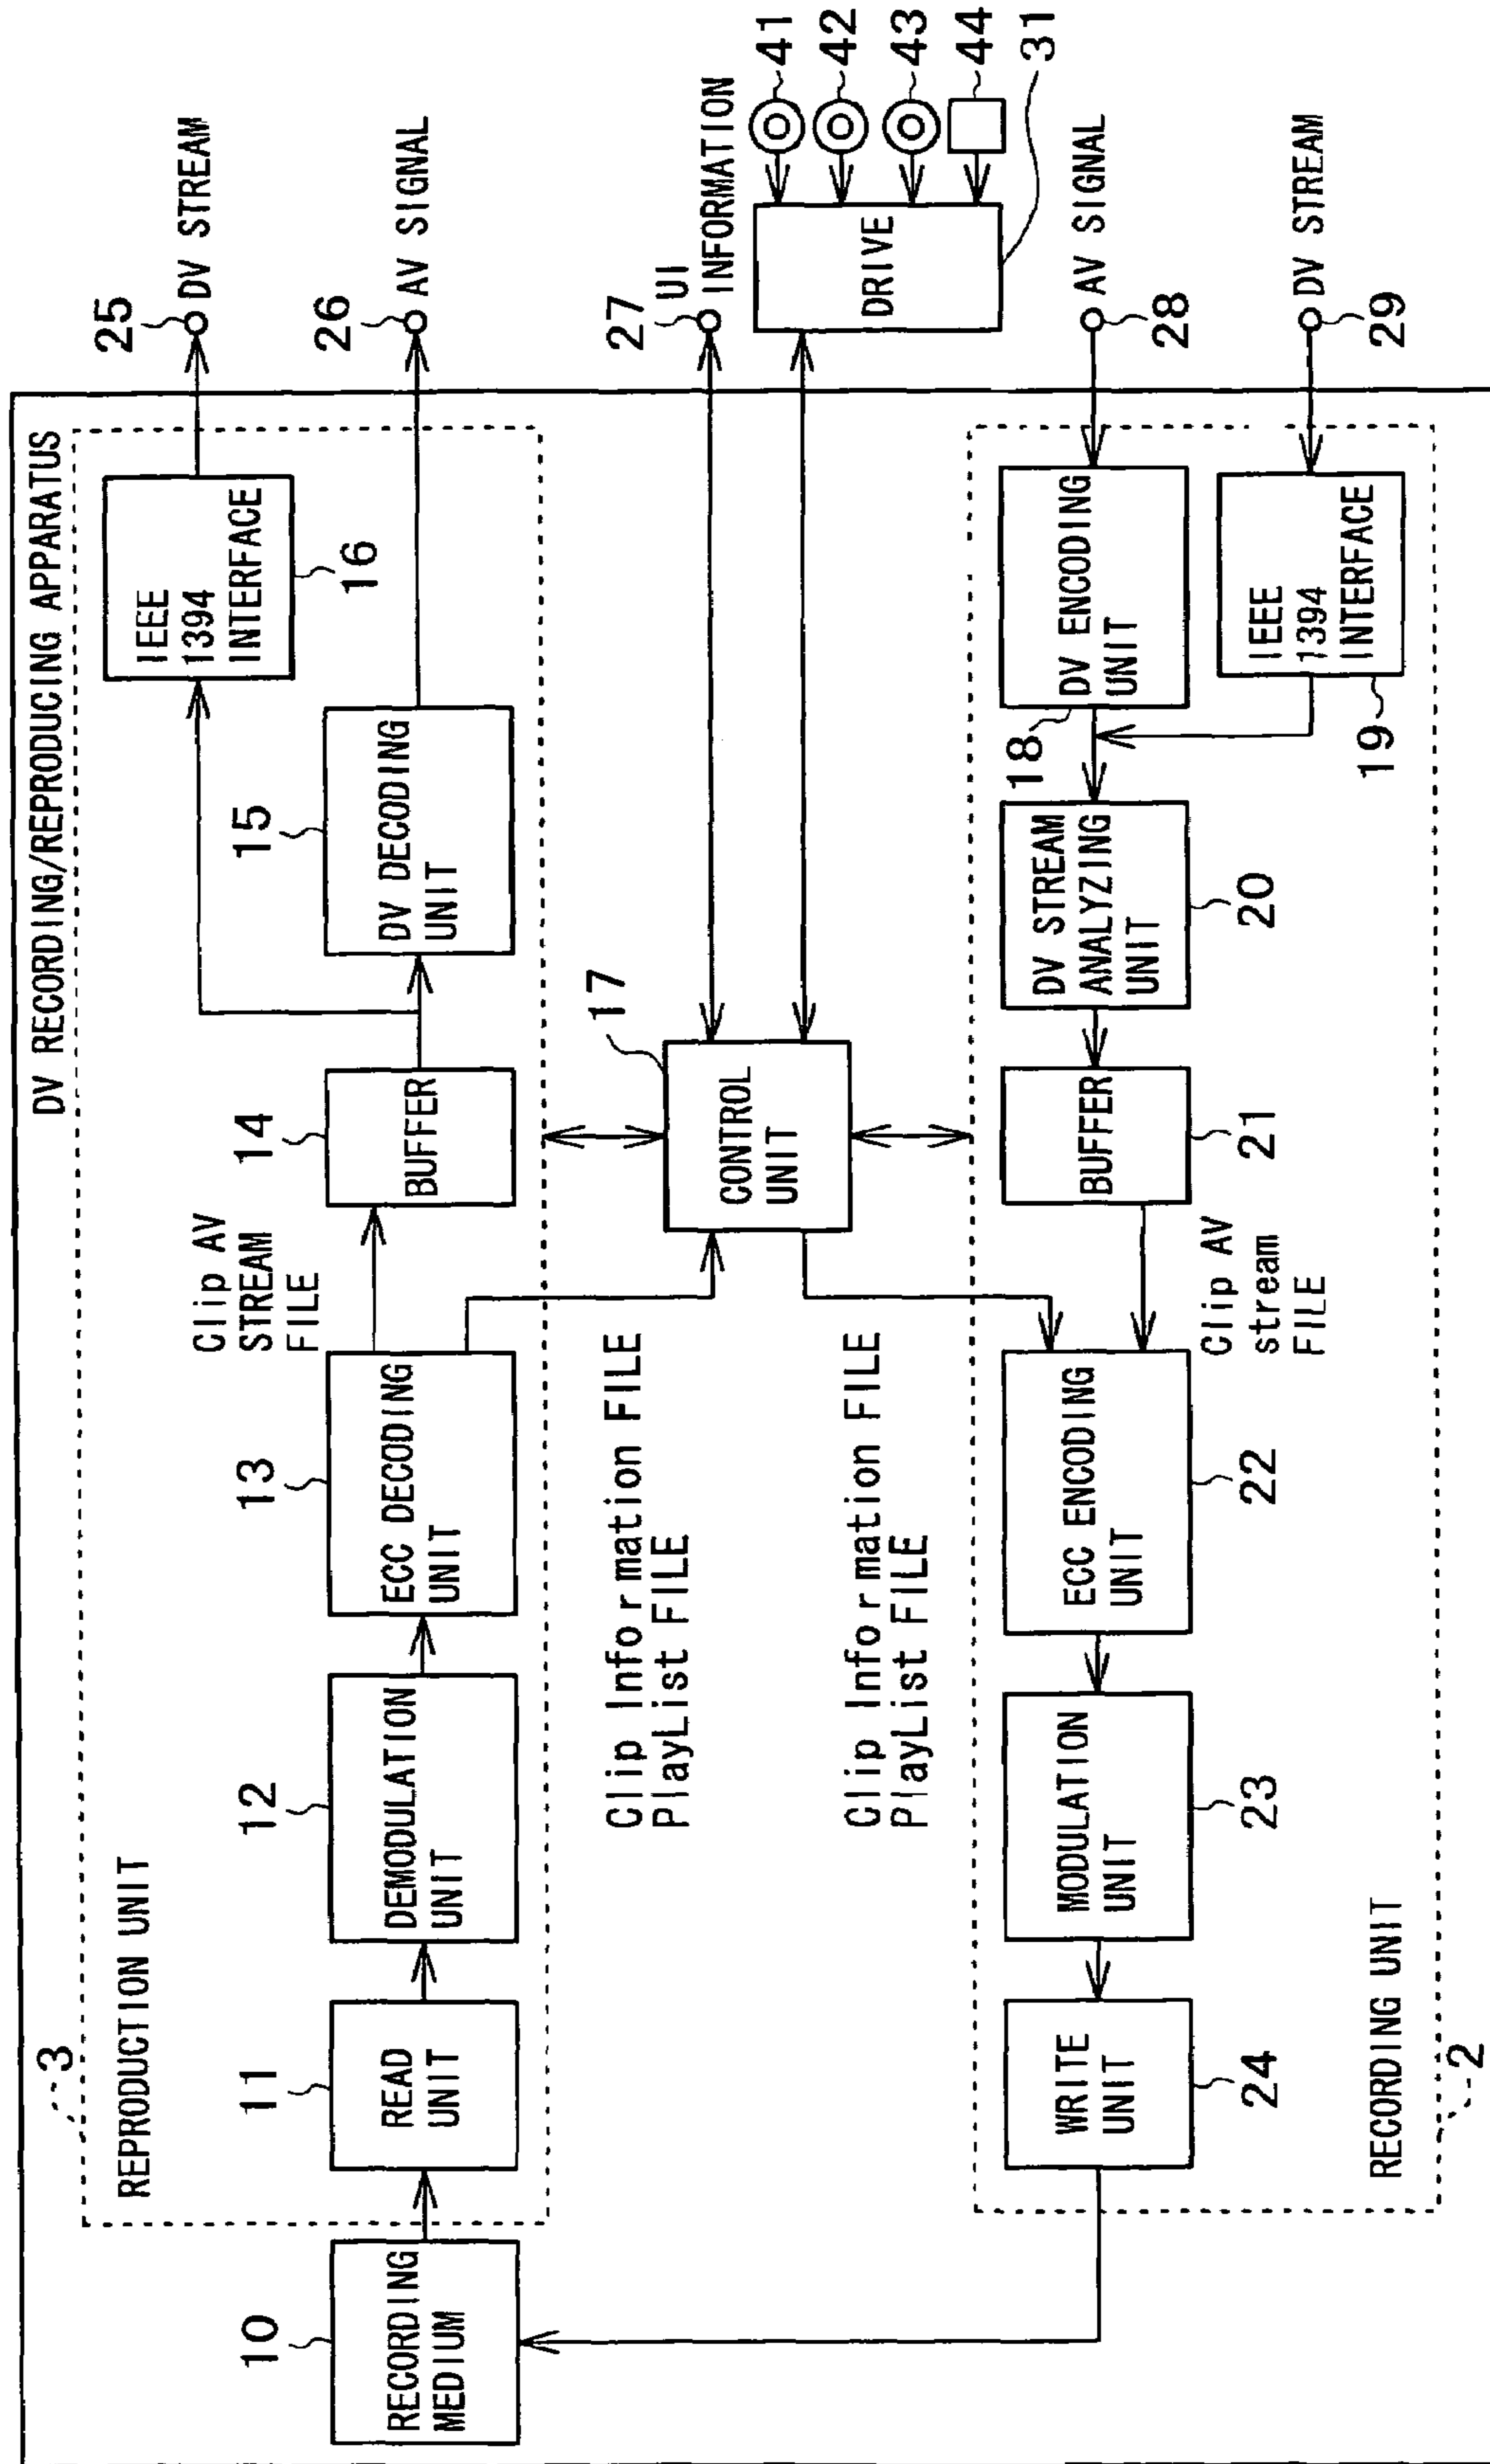 DV RECORDING/REPRODUCING APPARATUS
3
REPRODUCTION UNIT
10
RECORDING
MEDIUM
11
READ
UNIT
12
DEMODULATION
UNIT
13
ECC DECODING
UNIT
Clip AV
STREAM
FILE
14
BUFFER
15
DV DECODING
UNIT
IEEE
1394
INTERFACE
16
25
DV STREAM
26
AV SIGNAL
Clip Information FILE
PlayList FILE
17
CONTROL
UNIT
27
UI
INFORMATION
Clip Information FILE
PlayList FILE
DRIVE
41
42
43
44
31
WRITE
UNIT
24
MODULATION
UNIT
23
ECC ENCODING
UNIT
22
Clip AV
stream
FILE
BUFFER
21
DV STREAM
ANALYZING
UNIT
20
18
DV ENCODING
UNIT
AV SIGNAL
28
IEEE
1394
INTERFACE
19
DV STREAM
29
RECORDING UNIT
2